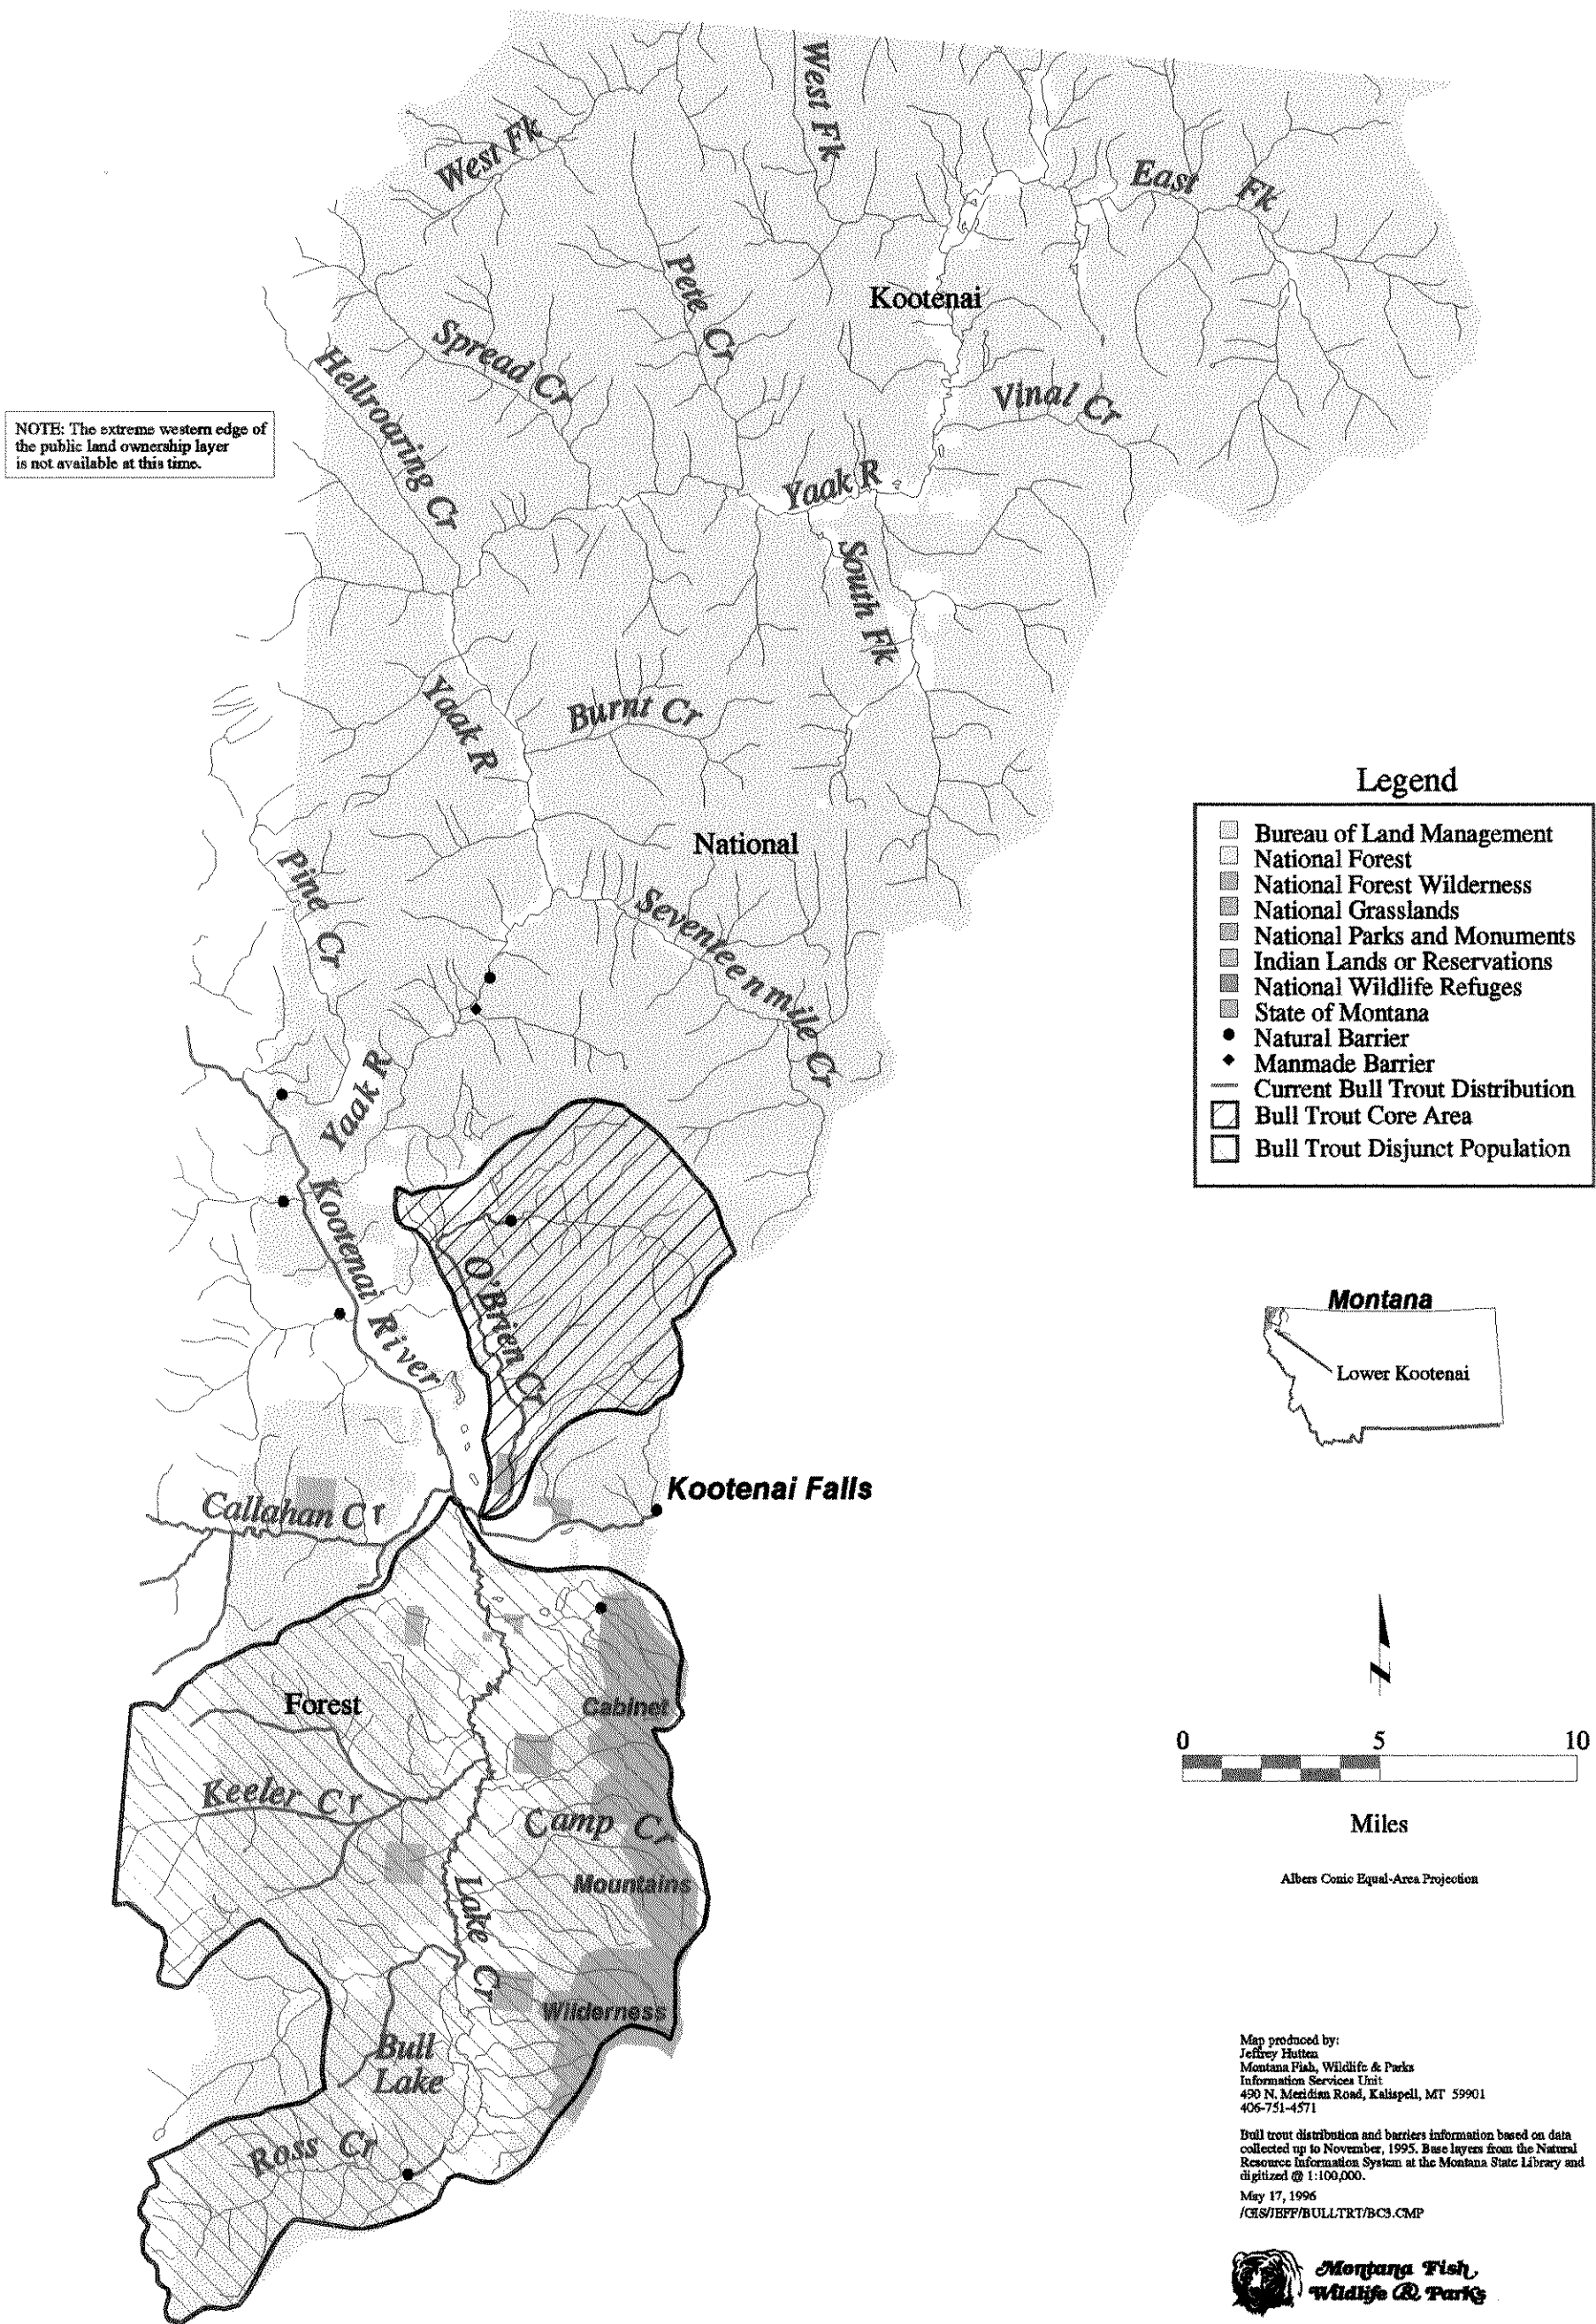 West Fk
West Fk
East Fk
Pete Cr
Kootenai
Spread Cr
Hellroaring Cr
Vinal Cr
NOTE: The extreme western edge of
the public land ownership layer
is not available at this time.
Yaak R
South Fk
Yaak R
Burnt Cr
National
Pine Cr
Seventeenmile Cr
Yaak R
Kootenai River
O'Brien Cr
Callahan Cr
Kootenai Falls
Forest
Cabinet
Keeler Cr
Camp Cr
Mountains
Lake Cr
Wilderness
Bull
Lake
Ross Cr
Legend
Bureau of Land Management
National Forest
National Forest Wilderness
National Grasslands
National Parks and Monuments
Indian Lands or Reservations
National Wildlife Refuges
State of Montana
Natural Barrier
Manmade Barrier
Current Bull Trout Distribution
Bull Trout Core Area
Bull Trout Disjunct Population
Montana
Lower Kootenai
N
0 5 10
Miles
Albers Conic Equal-Area Projection
Map produced by:
Jeffrey Hutten
Montana Fish, Wildlife & Parks
Information Services Unit
490 N. Meridian Road, Kalispell, MT 59901
406-751-4571
Bull trout distribution and barriers information based on data
collected up to November, 1995. Base layers from the Natural
Resource Information System at the Montana State Library and
digitized @ 1:100,000.
May 17, 1996
/GIS/JEFF/BULLTRT/BC3.CMP
Montana Fish,
Wildlife & Parks